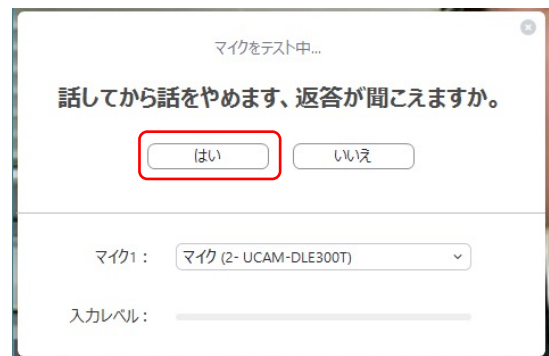 マイクをテスト中...
話してから話をやめます、返答が聞こえますか。
はい いいえ
マイク1： マイク (2- UCAM-DLE300T)
入力レベル：